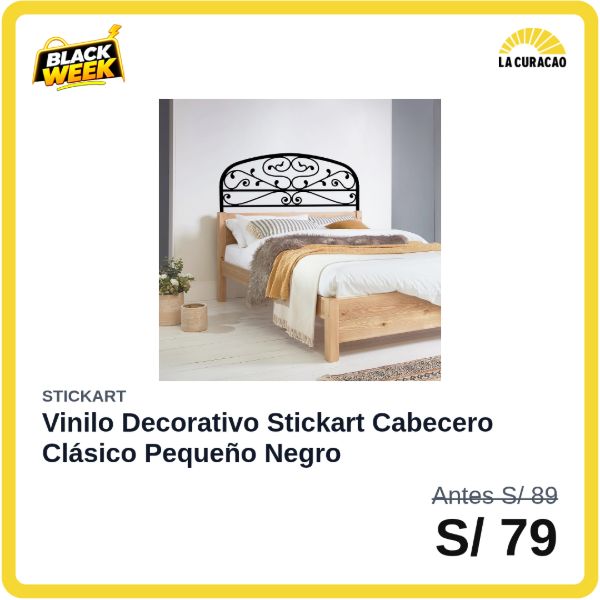 BLACK
WEEK
LA CURACAO
STICKART
Vinilo Decorativo Stickart Cabecero
Clásico Pequeño Negro
Antes S/ 89
S/ 79